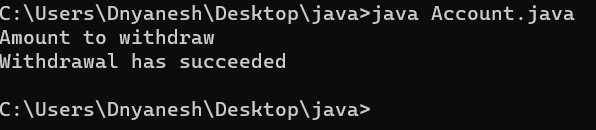 C:\Users\Dnyanesh\Desktop\java>java Account.java
Amount to withdraw
Withdrawal has succeeded
C:\Users\Dnyanesh\Desktop\java>